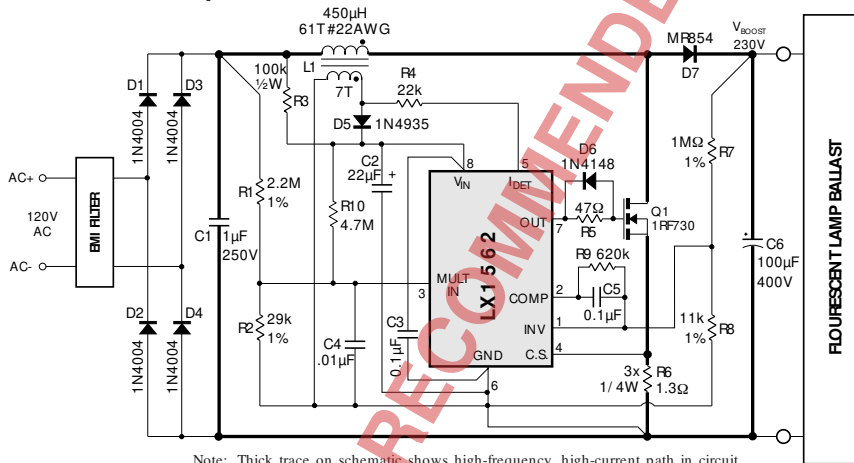 450µH
61T#22AWG
L1
7T
100k
½W
R3
R4
22k
D5
1N4935
MR854
D7
V BOOST
230V
D1
D3
1N4004
1N4004
AC+
120V
AC
AC-
EMI FILTER
D2
D4
1N4004
1N4004
C1
1µF
250V
R1
2.2M
1%
R2
29k
1%
R10
4.7M
C2
22µF
+
C4
.01µF
C3
0.1µF
8
V IN
5
I DET
OUT
7
MULT
IN
3
LX1562
COMP
2
INV
1
C.S.
4
GND
6
D6
1N4148
47Ω
R5
Q1
1RF730
R9 620k
C5
0.1µF
1MΩ
1%
R7
11k
1%
R8
3x
1/4W
R6
1.3Ω
C6
100µF
400V
FLOURESCENT LAMP BALLAST
RECOMMENDE
Note: Thick trace on schematic shows high-frequency, high-current path in circuit.